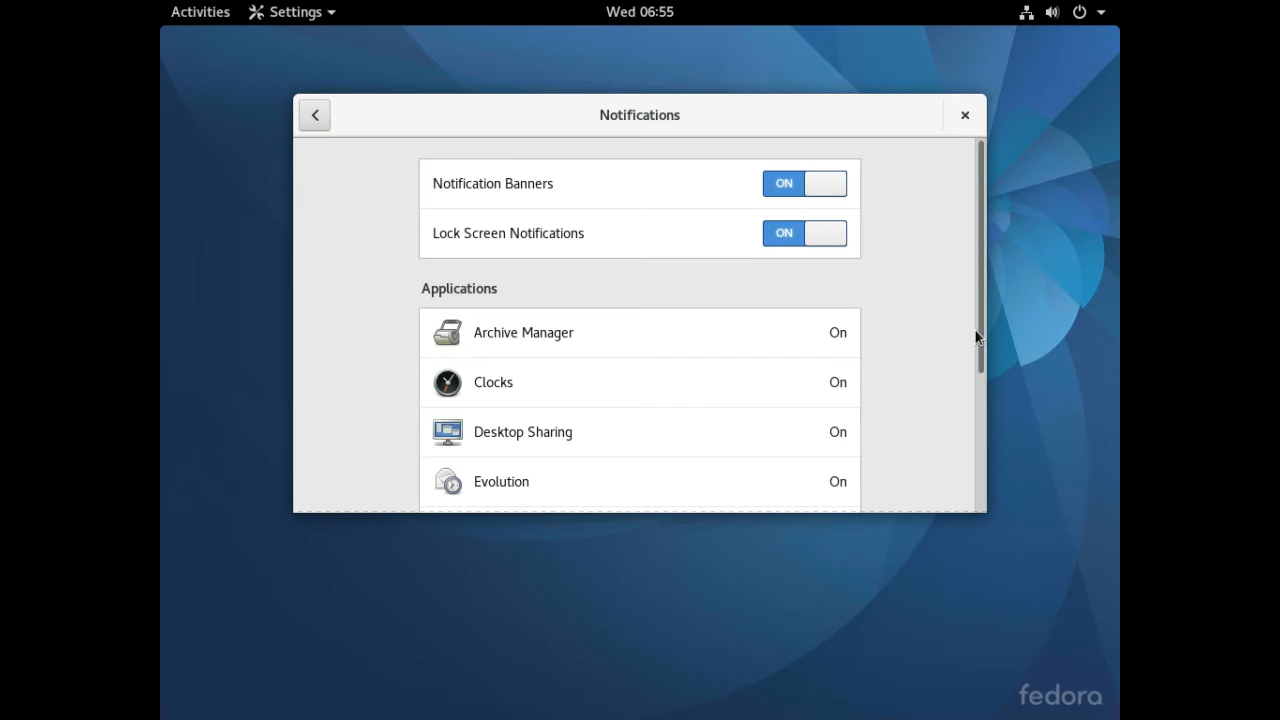 Activities Settings Wed 06:55
Notifications
Notification Banners ON
Lock Screen Notifications ON
Applications
Archive Manager On
Clocks On
Desktop Sharing On
Evolution On
fedora